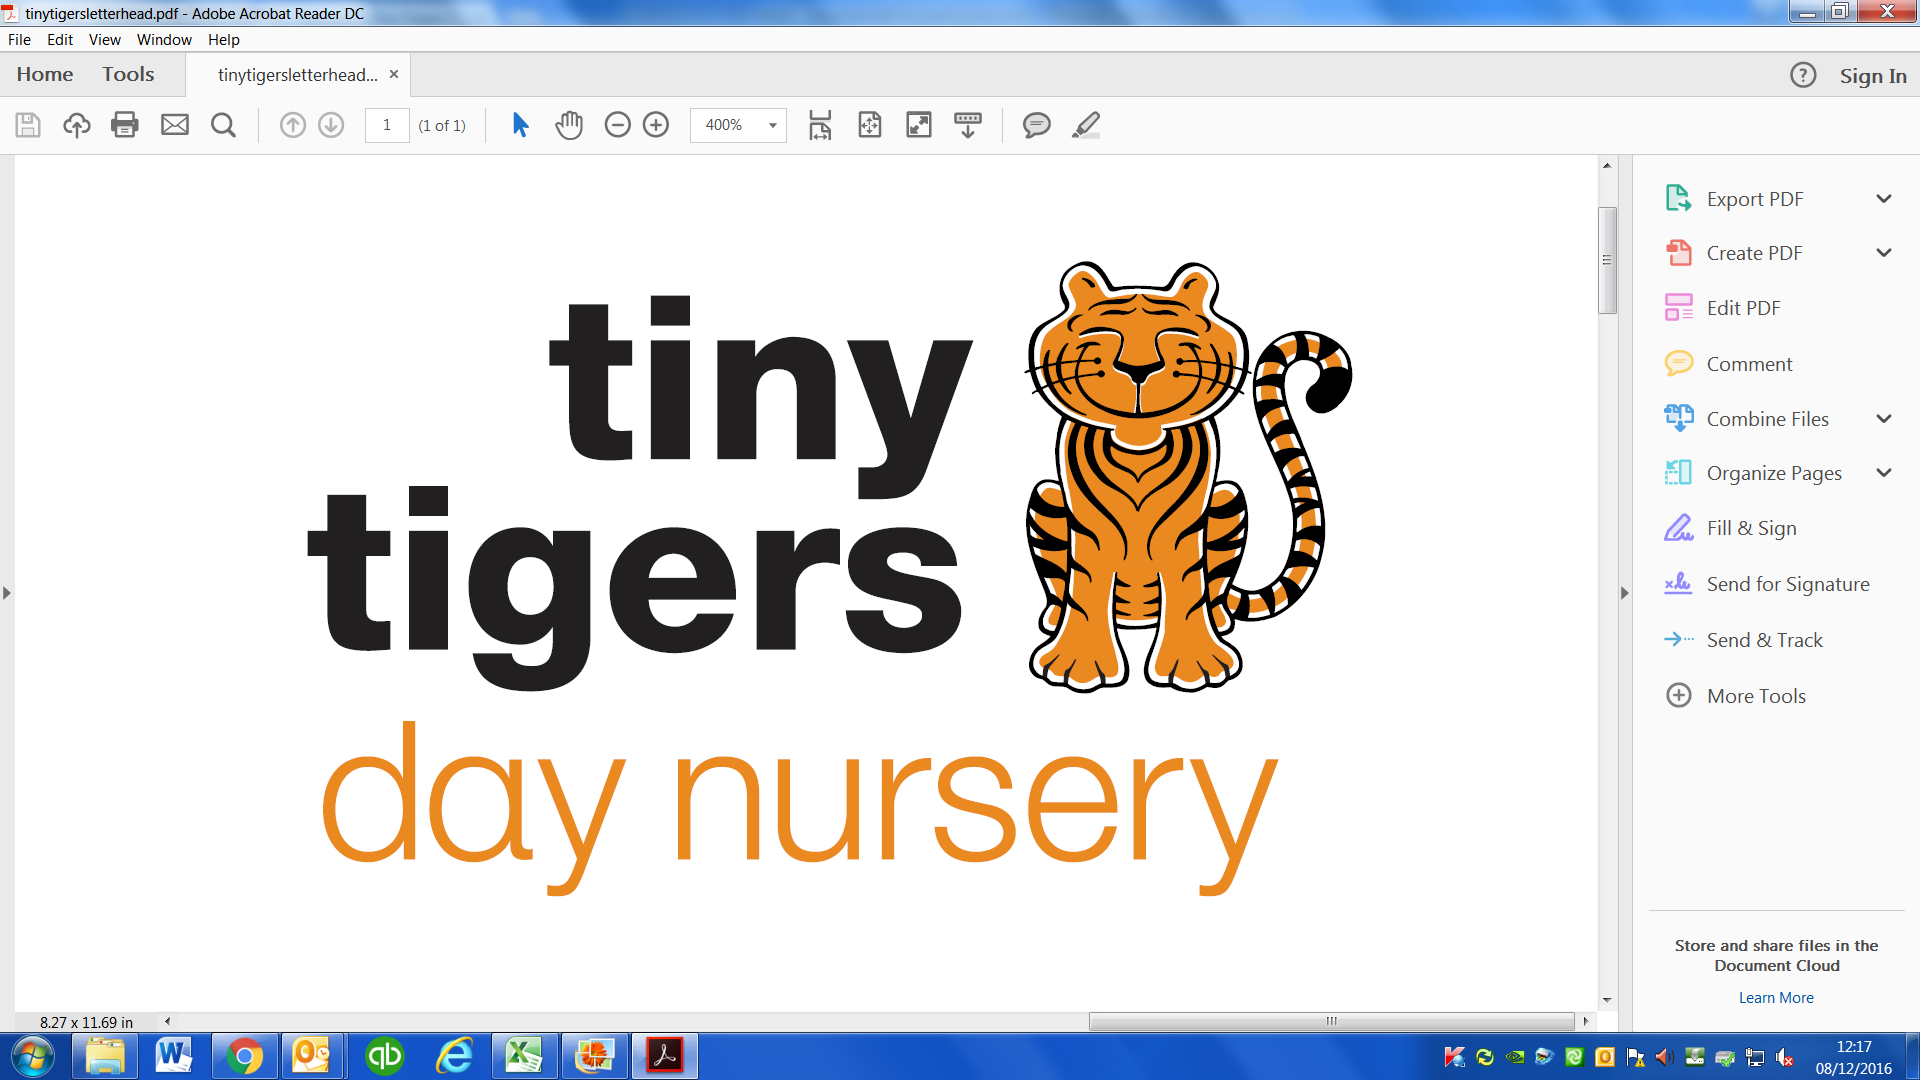 tinytigersletterhead.pdf - Adobe Acrobat Reader DC
File Edit View Window Help
Home Tools tinytigersletterhead... × ? Sign In
1 (1 of 1) 400%
tiny
tigers
day nursery
Export PDF
Create PDF
Edit PDF
Comment
Combine Files
Organize Pages
Fill & Sign
Send for Signature
Send & Track
More Tools
Store and share files in the
Document Cloud
Learn More
8.27 x 11.69 in
12:17
08/12/2016